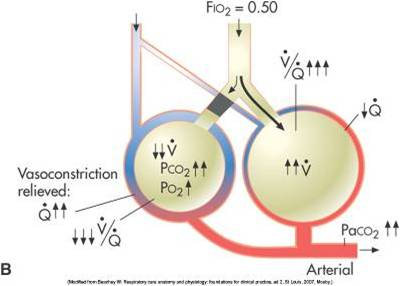 FIO₂ = 0.50
V̇/Q̇ ↑↑↑
↓Q̇
↓↓V̇
PCO₂ ↑↑
PO₂ ↑
↑↑V̇
Vasoconstriction
relieved:
Q̇↑↑
↓↓↓ V̇/Q̇
PaCO₂ ↑↑
B
Arterial
(Modified from Beachey W: Respiratory care anatomy and physiology: foundations for clinical practice, ed 2, St Louis, 2007, Mosby.)